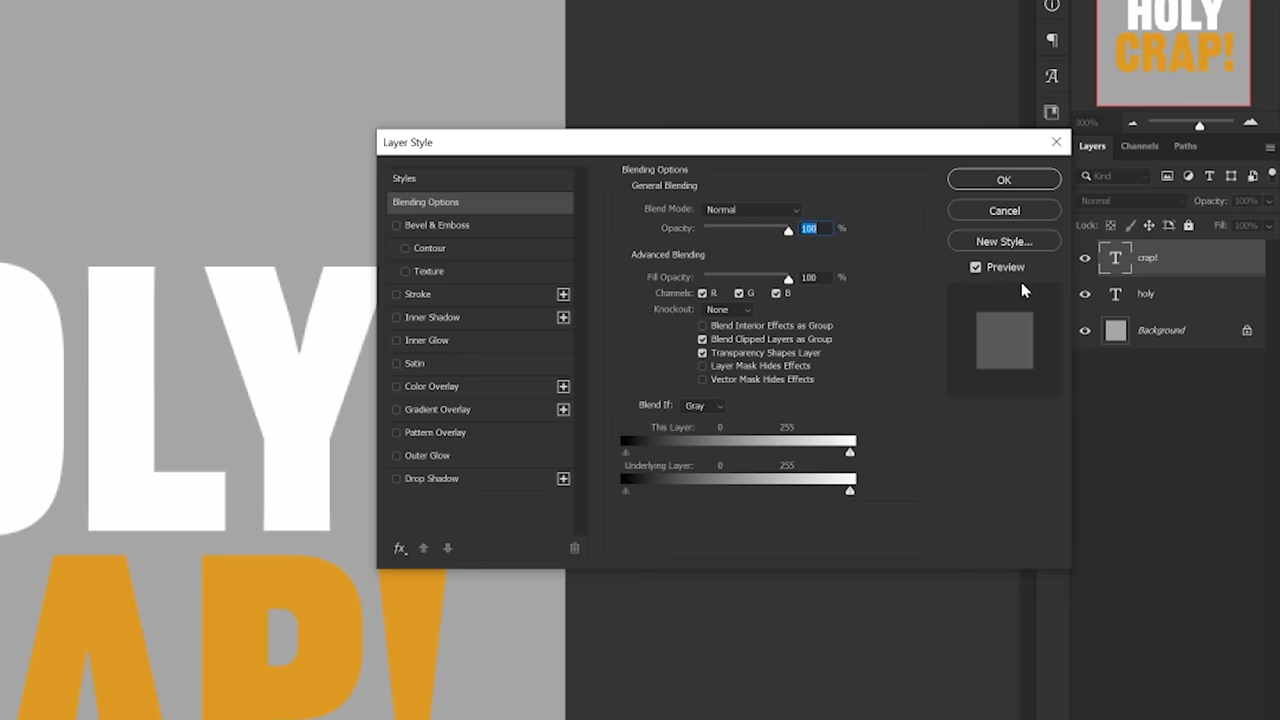 HOLY
CRAP!
300%
Layer Style
Styles
Blending Options
Bevel & Emboss
Contour
Texture
Stroke
Inner Shadow
Inner Glow
Satin
Color Overlay
Gradient Overlay
Pattern Overlay
Outer Glow
Drop Shadow
fx
Blending Options
General Blending
Blend Mode: Normal
Opacity: 100 %
Advanced Blending
Fill Opacity: 100 %
Channels: R G B
Knockout: None
Blend Interior Effects as Group
Blend Clipped Layers as Group
Transparency Shapes Layer
Layer Mask Hides Effects
Vector Mask Hides Effects
Blend If: Gray
This Layer: 0 255
Underlying Layer: 0 255
OK
Cancel
New Style...
Preview
Layers Channels Paths
Kind
Normal Opacity: 100%
Lock: Fill: 100%
T crap!
T holy
Background
OLY
AP!